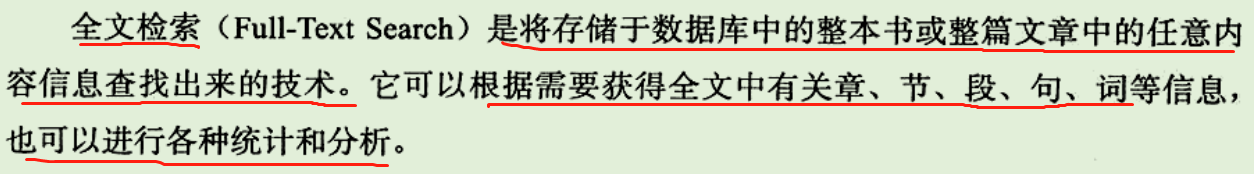 全文检索（Full-Text Search）是将存储于数据库中的整本书或整篇文章中的任意内
容信息查找出来的技术。它可以根据需要获得全文中有关章、节、段、句、词等信息，
也可以进行各种统计和分析。